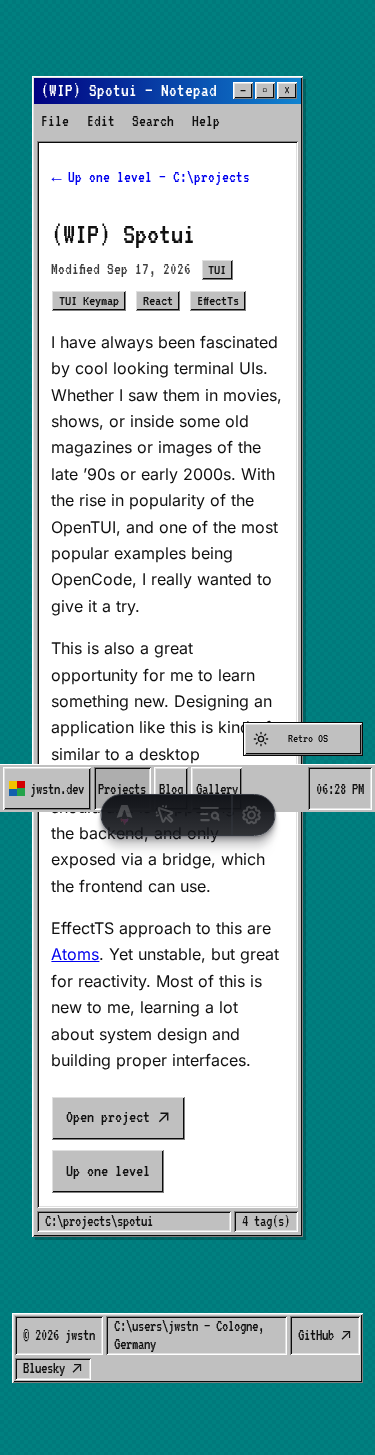 (WIP) Spotui - Notepad
File Edit Search Help
← Up one level - C:\projects
(WIP) Spotui
Modified Sep 17, 2026 TUI
TUI Keymap React EffectTs
I have always been fascinated
by cool looking terminal UIs.
Whether I saw them in movies,
shows, or inside some old
magazines or images of the
late ’90s or early 2000s. With
the rise in popularity of the
OpenTUI, and one of the most
popular examples being
OpenCode, I really wanted to
give it a try.
This is also a great
opportunity for me to learn
something new. Designing an
application like this is kind of
Retro OS
similar to a desktop
jwstn.dev Projects Blog Gallery 06:28 PM
the backend, and only
exposed via a bridge, which
the frontend can use.
EffectTS approach to this are
Atoms. Yet unstable, but great
for reactivity. Most of this is
new to me, learning a lot
about system design and
building proper interfaces.
Open project ↗
Up one level
C:\projects\spotui 4 tag(s)
© 2026 jwstn C:\users\jwstn - Cologne,
Germany
GitHub ↗
Bluesky ↗